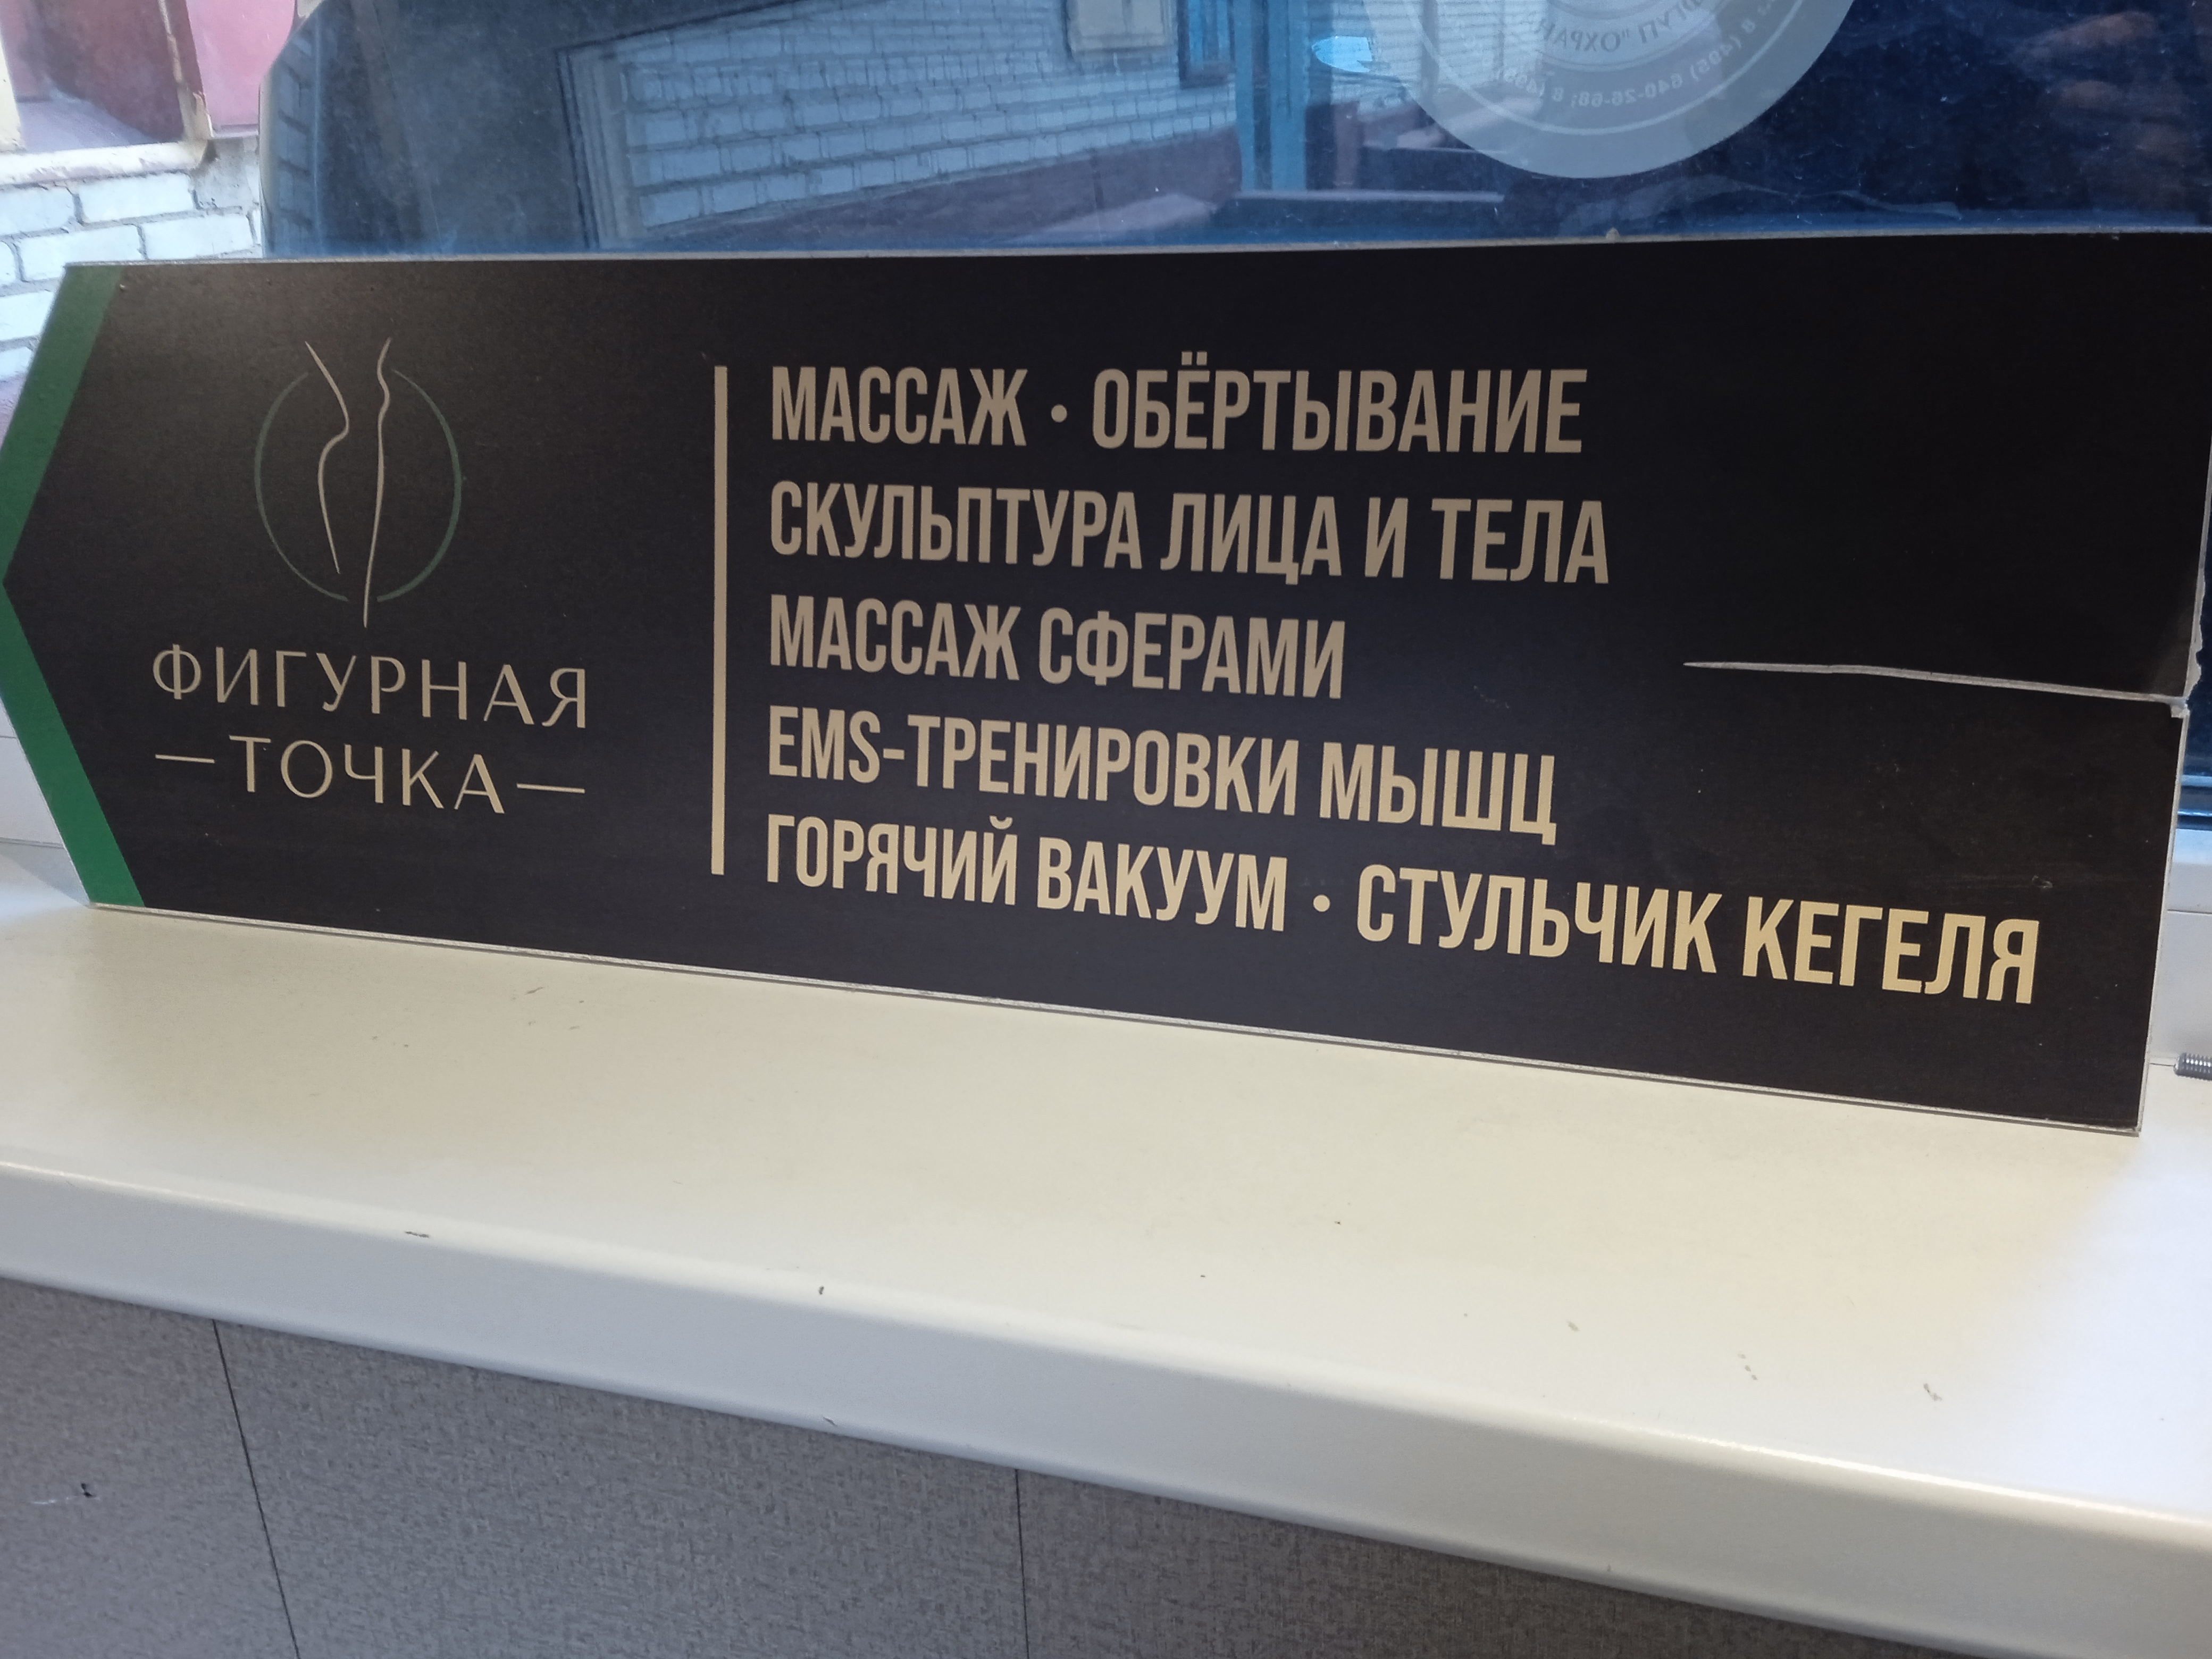 ФИГУРНАЯ
ТОЧКА
МАССАЖ • ОБЁРТЫВАНИЕ
СКУЛЬПТУРА ЛИЦА И ТЕЛА
МАССАЖ СФЕРАМИ
EMS-ТРЕНИРОВКИ МЫШЦ
ГОРЯЧИЙ ВАКУУМ • СТУЛЬЧИК КЕГЕЛЯ